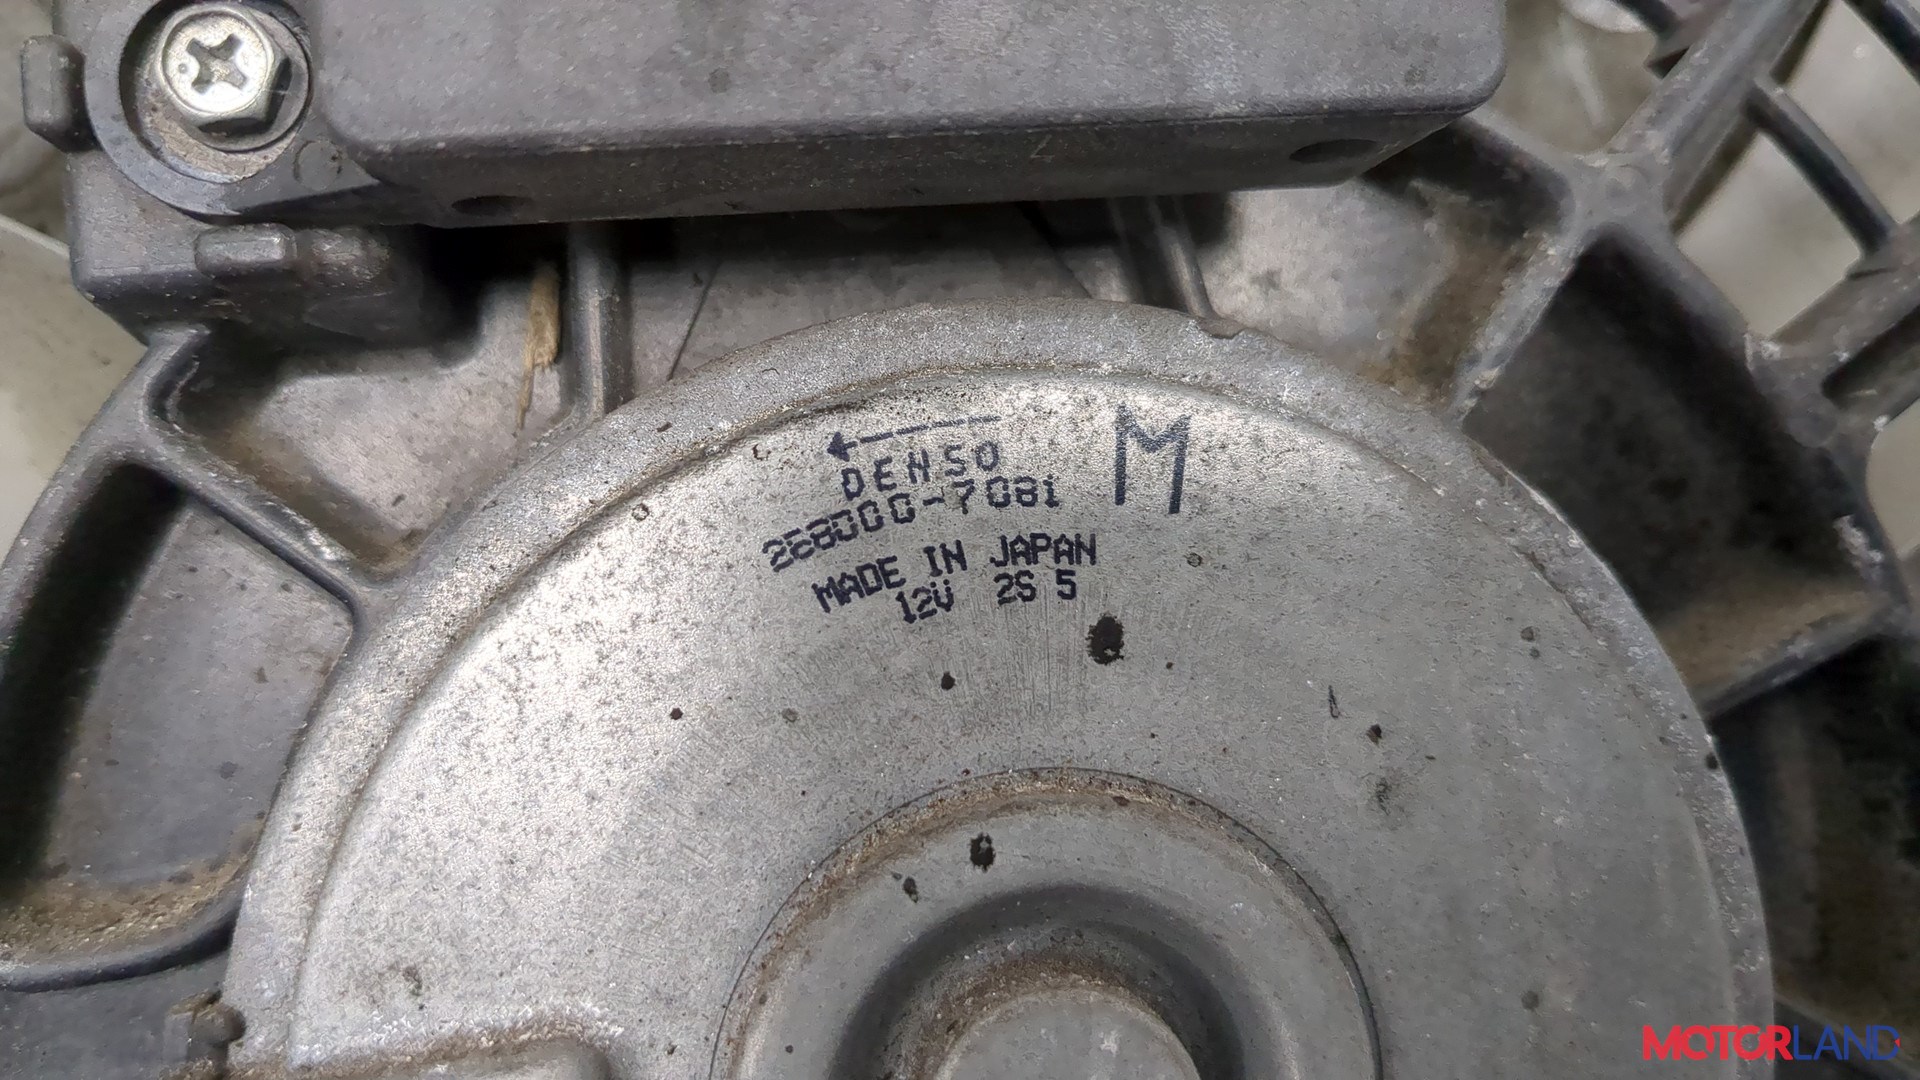 DENSO
268000-7081
M
MADE IN JAPAN
12V 2S 5
MOTORLAND